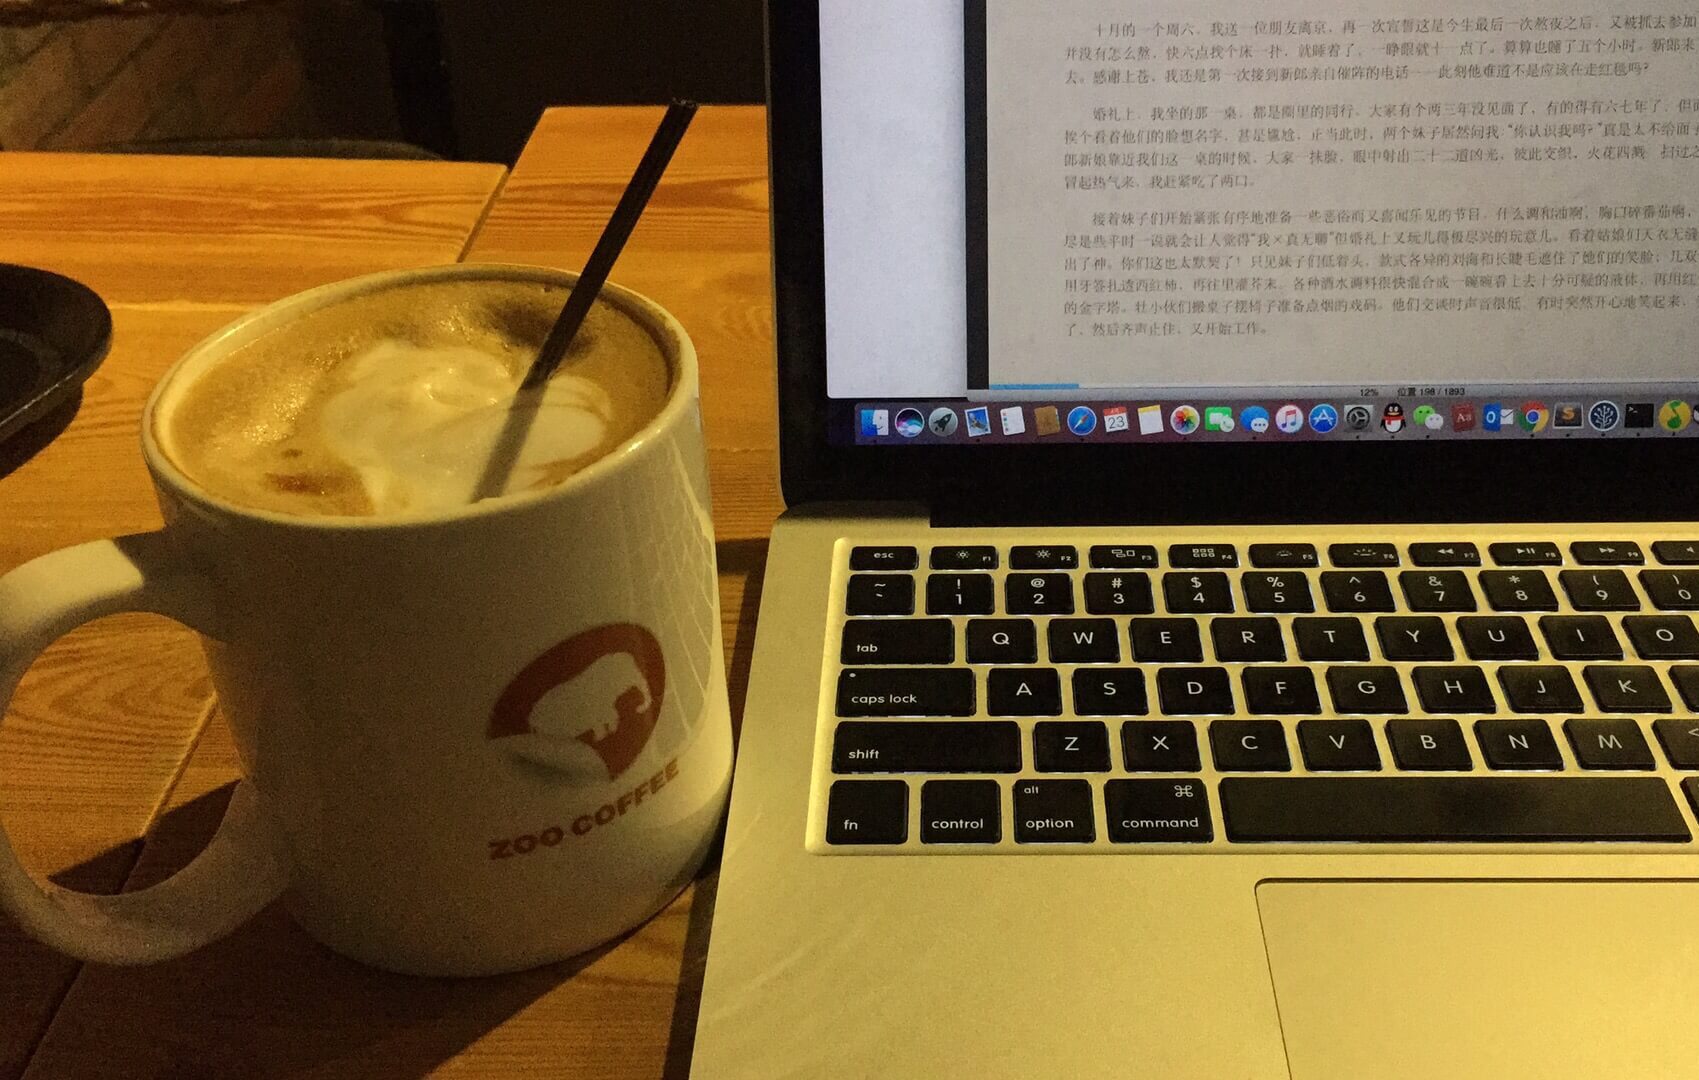 十月的一个周六，我送一位朋友离京，再一次宣誓这是今生最后一次熬夜之后，又被抓去参加
并没有怎么熬，快六点找个床一扑，就睡着了，一睁眼就十一点了。算算也睡了五个小时。新郎来
去。感谢上苍，我还是第一次接到新郎亲自催阵的电话——此刻他难道不是应该在走红毯吗？
婚礼上，我坐的那一桌，都是圈里的同行，大家有个两三年没见面了，有的得有六七年了，但
挨个看着他们的脸想名字，甚是尴尬，正当此时，两个妹子居然问我“你认识我吗？”真是太不给面
郎新娘靠近我们这一桌的时候，大家一抹脸，眼中射出二十二道凶光，彼此交织，火花四溅
冒起热气来，我赶紧吃了两口。
接着妹子们开始紧张有序地准备一些恶俗而又喜闻乐见的节目，什么调和油啊，胸口碎番茄啊，
尽是些平时一说就会让人觉得“我×真无聊”但婚礼上又玩儿得极尽兴的玩意儿。看着姑娘们天衣无缝
出了神。你们这也太默契了！只见妹子们低着头，款式各异的刘海和长睫毛遮住了她们的笑脸；几双
用牙签扎透西红柿，再往里灌芥末，各种酒水调料很快混合成一碗碗看上去十分可疑的液体，再用红
的金字塔。壮小伙们搬桌子摆椅子准备点烟的戏码。他们交谈时声音很低，有时突然开心地笑起来，
了，然后齐声止住，又开始工作。
12% 位置 198 / 1893
23
Aa
ZOO COFFEE
esc F1 F2 F3 F4 F5 F6 F7 F8 F9
~ ! @ # $ % ^ & * ( )
` 1 2 3 4 5 6 7 8 9 0
tab Q W E R T Y U I O
caps lock A S D F G H J K
shift Z X C V B N M <
alt
fn control option command